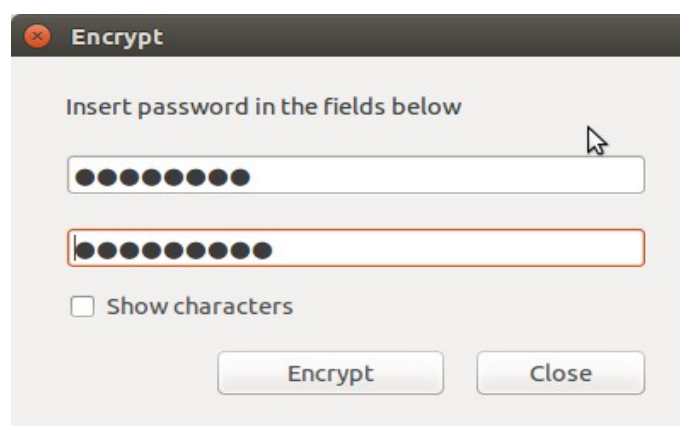 Encrypt
Insert password in the fields below
●●●●●●●●
●●●●●●●●●
Show characters
Encrypt Close